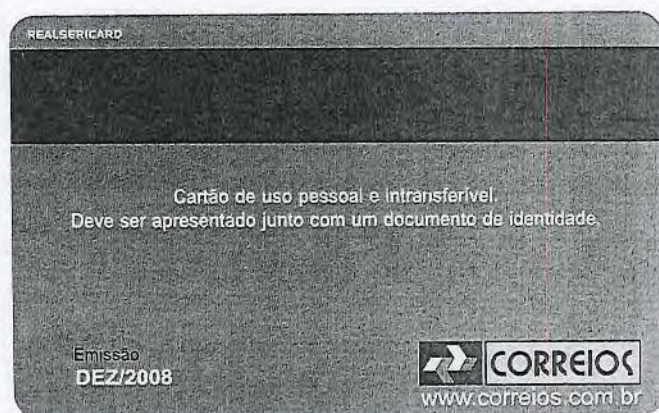 REALSERICARD
Cartão de uso pessoal e intransferível.
Deve ser apresentado junto com um documento de identidade.
Emissão
DEZ/2008
CORREIOS
www.correios.com.br